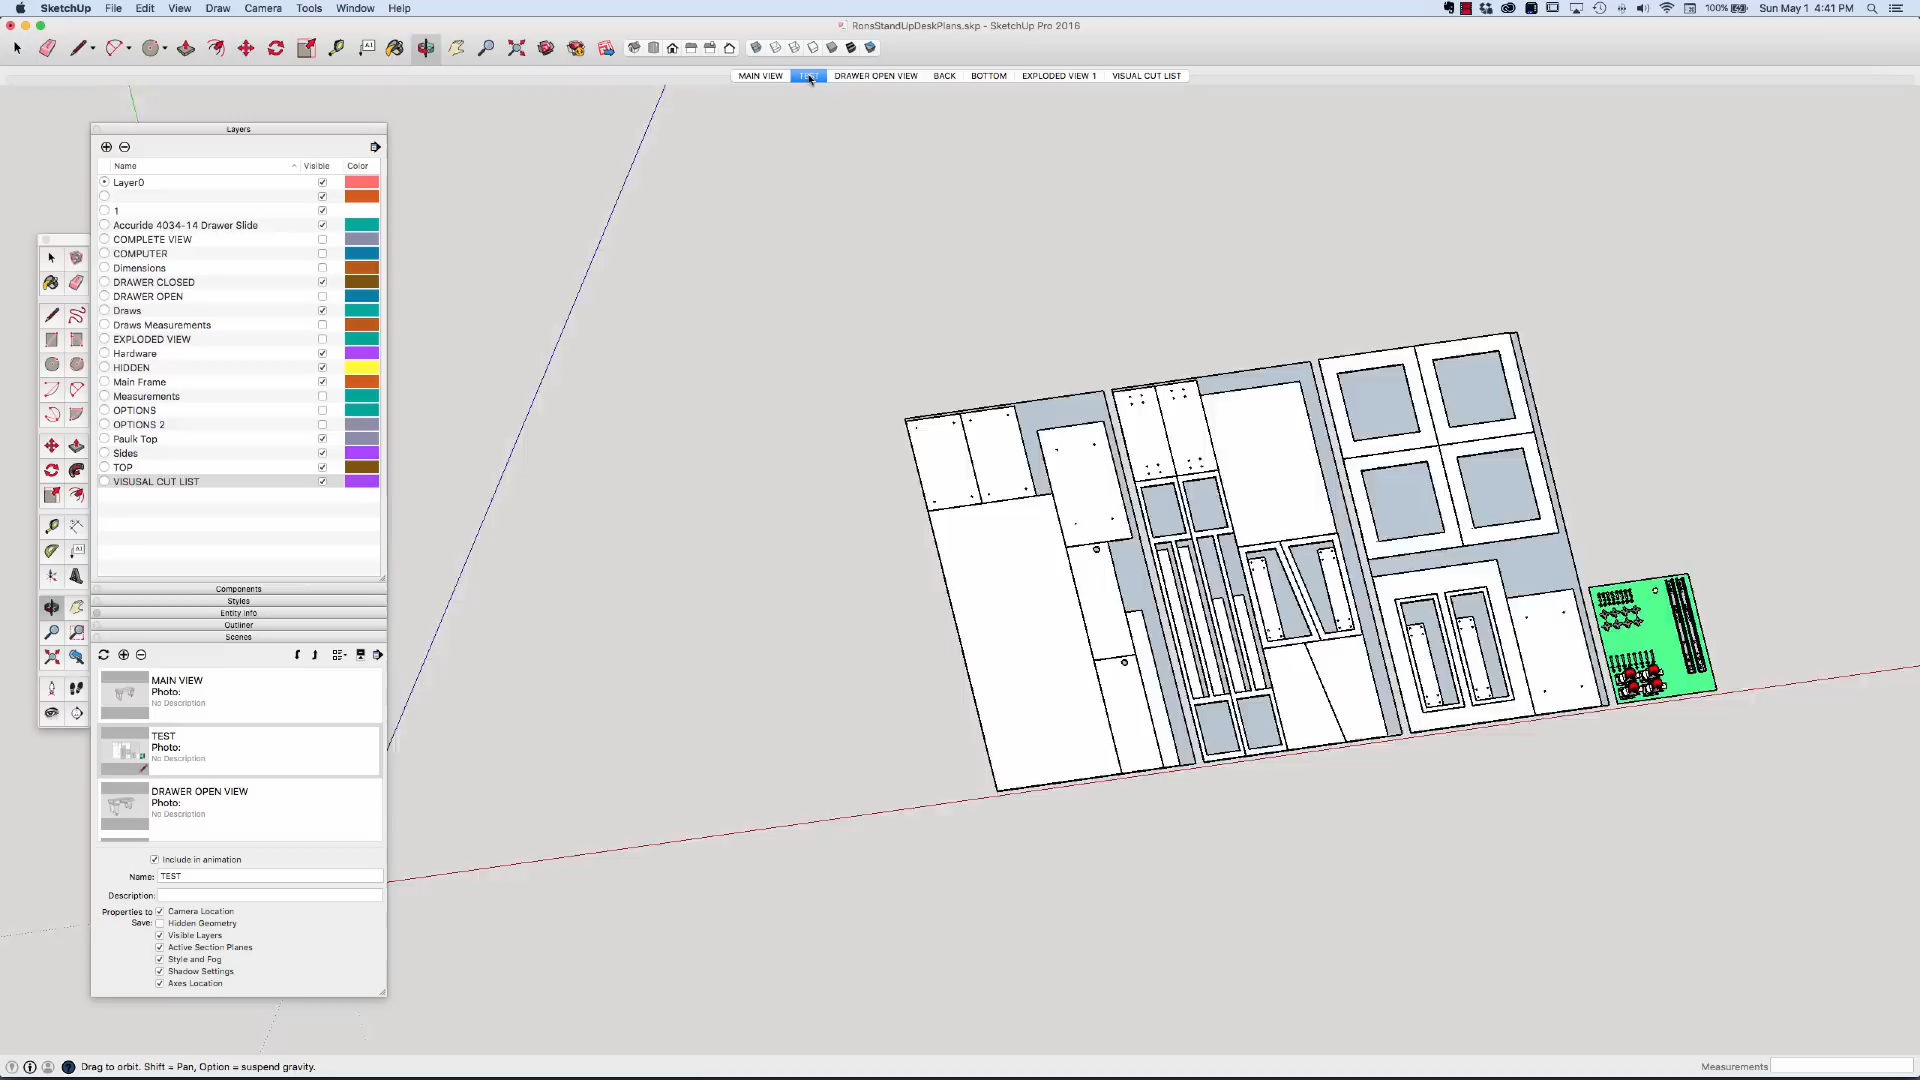 SketchUp File Edit View Draw Camera Tools Window Help
100% Sun May 1 4:41 PM
RonsStandUpDeskPlans.skp - SketchUp Pro 2016
MAIN VIEW TEST DRAWER OPEN VIEW BACK BOTTOM EXPLODED VIEW 1 VISUAL CUT LIST
Layers
Name Visible Color
Layer0
1
Accuride 4034-14 Drawer Slide
COMPLETE VIEW
COMPUTER
Dimensions
DRAWER CLOSED
DRAWER OPEN
Draws
Draws Measurements
EXPLODED VIEW
Hardware
HIDDEN
Main Frame
Measurements
OPTIONS
OPTIONS 2
Paulk Top
Sides
TOP
VISUSAL CUT LIST
Components
Styles
Entity Info
Outliner
Scenes
MAIN VIEW
Photo:
No Description
TEST
Photo:
No Description
DRAWER OPEN VIEW
Photo:
No Description
Include in animation
Name: TEST
Description:
Properties to Save: Camera Location
Hidden Geometry
Visible Layers
Active Section Planes
Style and Fog
Shadow Settings
Axes Location
Drag to orbit. Shift = Pan, Option = suspend gravity.
Measurements